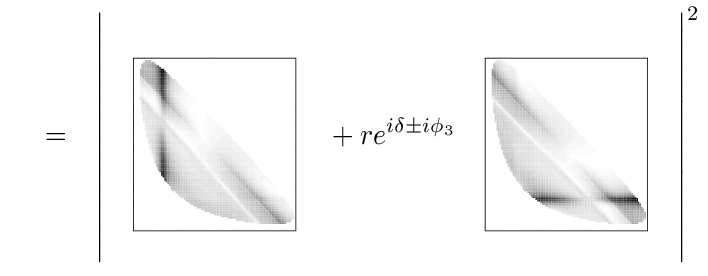 = | + re^{iδ±iϕ_3} |^2